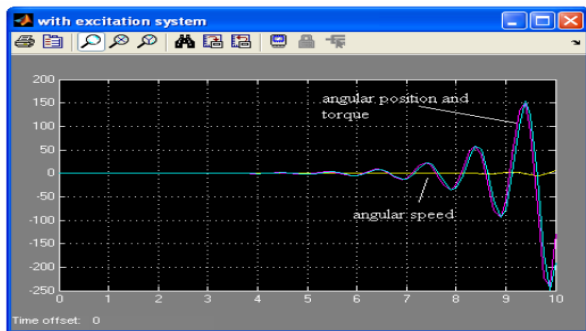 with excitation system
200
150
100
50
0
-50
-100
-150
-200
-250
angular position and
torque
angular speed
0 1 2 3 4 5 6 7 8 9 10
Time offset: 0